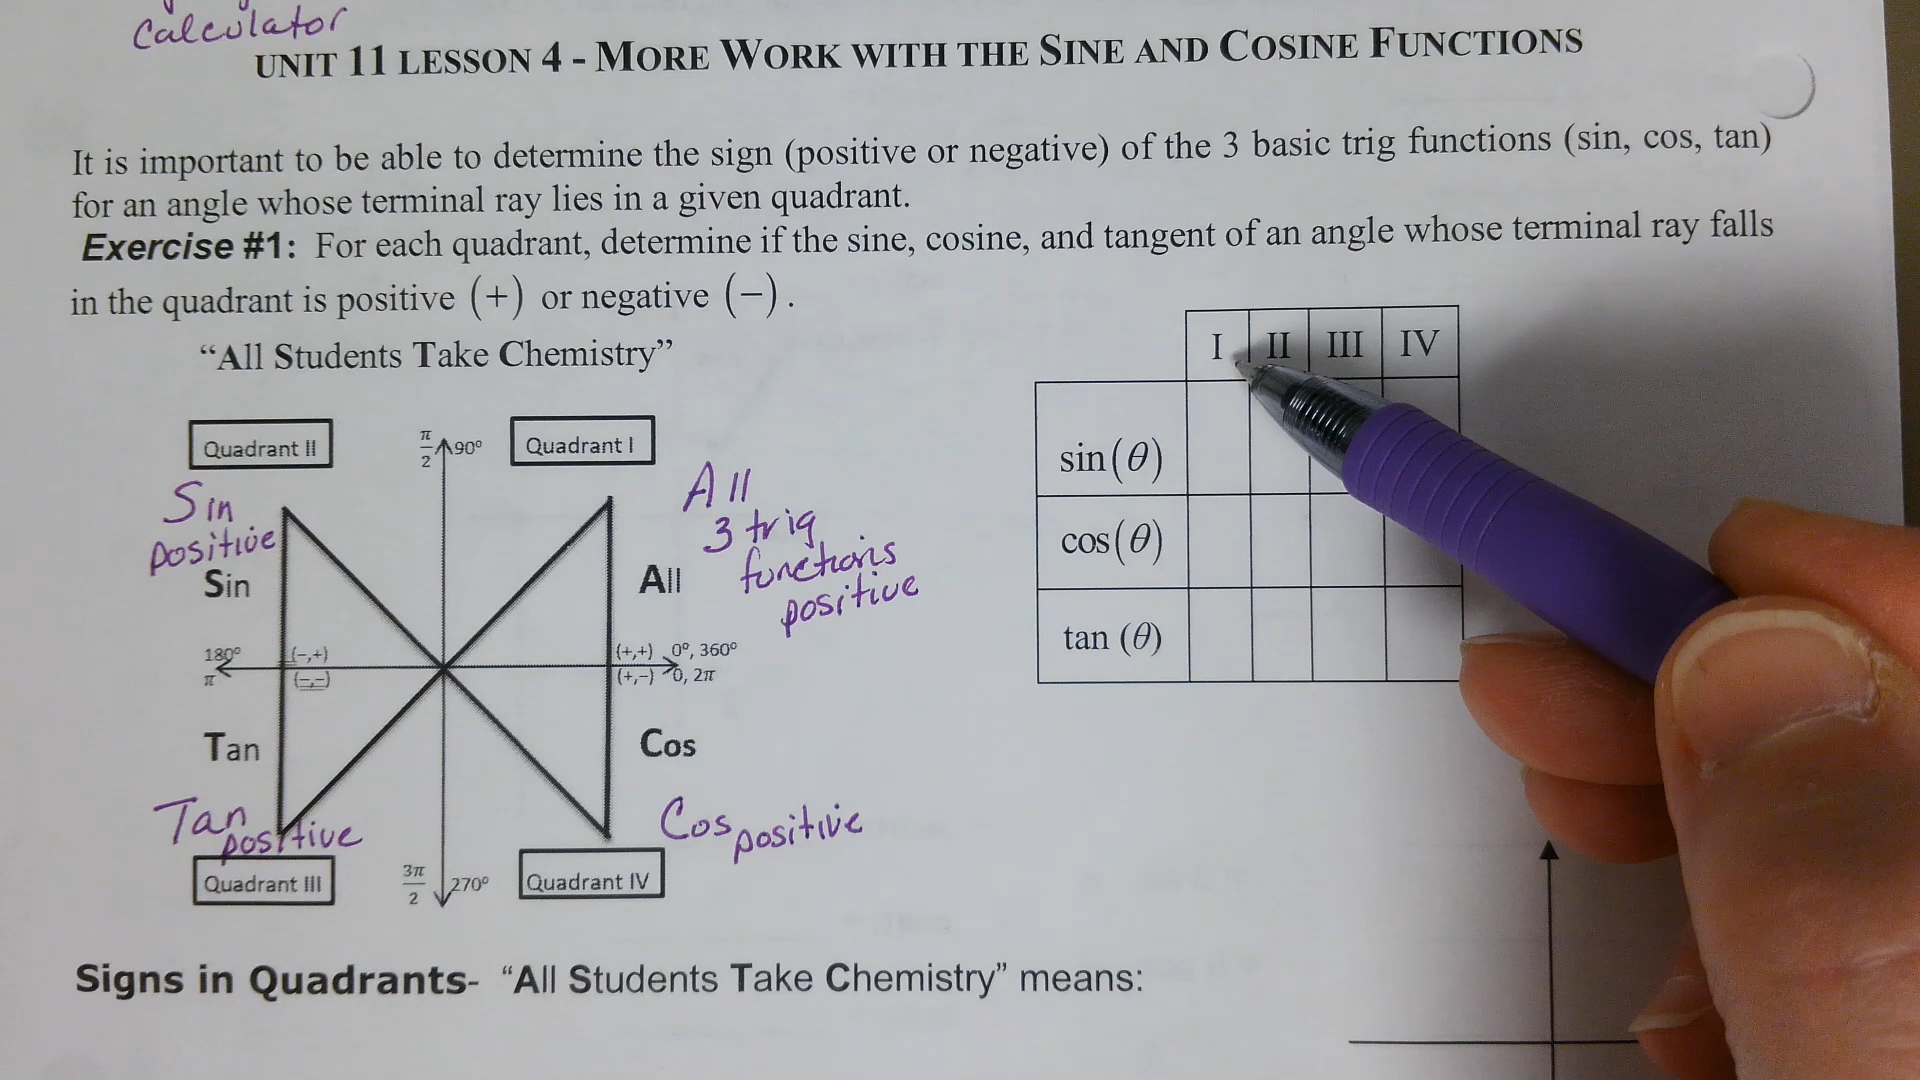 calculator
UNIT 11 LESSON 4 - MORE WORK WITH THE SINE AND COSINE FUNCTIONS
It is important to be able to determine the sign (positive or negative) of the 3 basic trig functions (sin, cos, tan)
for an angle whose terminal ray lies in a given quadrant.
Exercise #1: For each quadrant, determine if the sine, cosine, and tangent of an angle whose terminal ray falls
in the quadrant is positive (+) or negative (−).
“All Students Take Chemistry”
I II III IV
sin(θ)
cos(θ)
tan (θ)
Quadrant II
π/2 90°
Quadrant I
Sin
positive
Sin
All
3 trig
functions
positive
All
180°
π
(−,+)
(−,−)
(+,+) 0°, 360°
(+,−) 0, 2π
Tan
Cos
Tan
positive
Cos positive
Quadrant III
3π/2 270°
Quadrant IV
Signs in Quadrants- “All Students Take Chemistry” means: